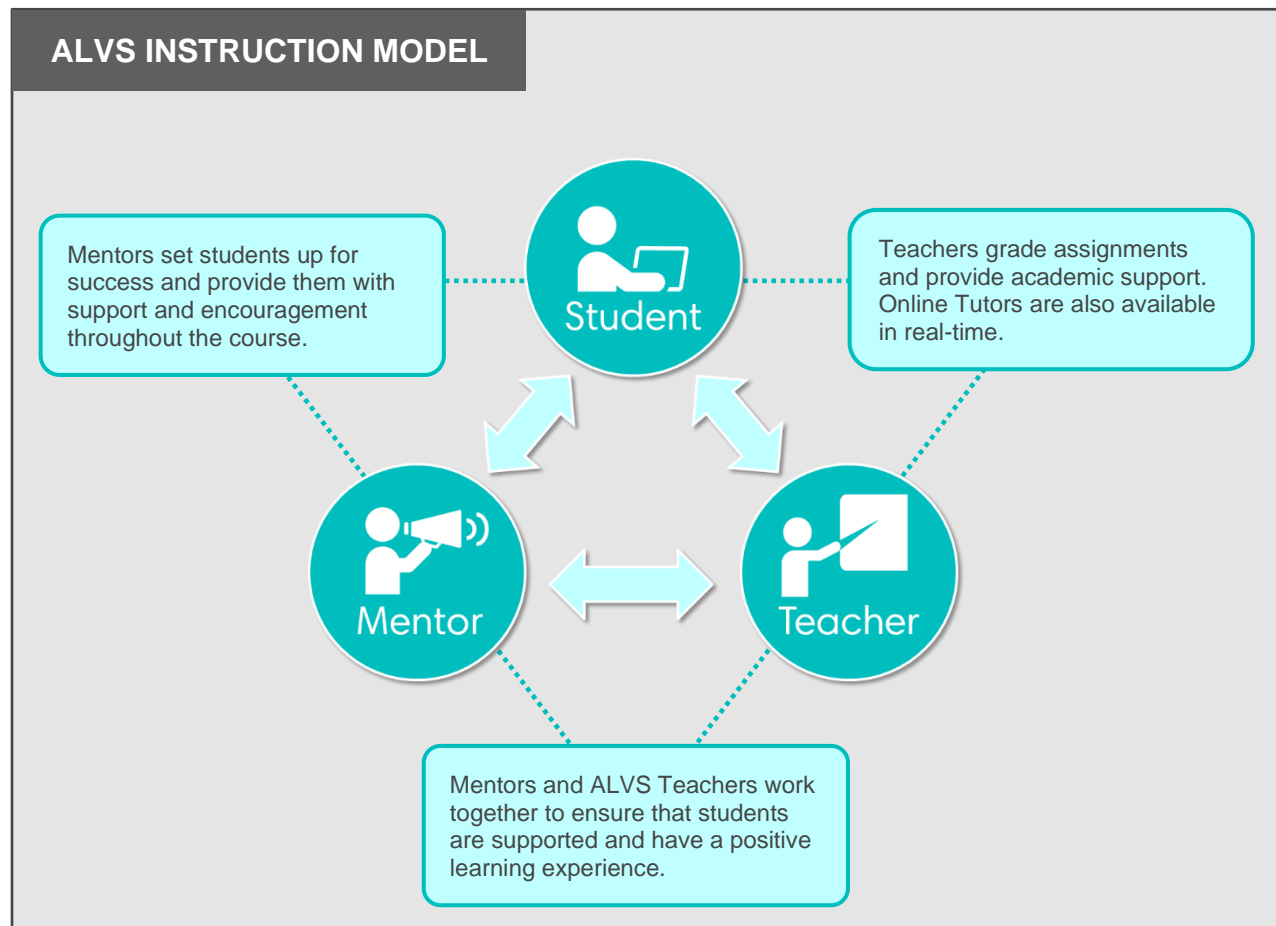 ALVS INSTRUCTION MODEL
Student
Mentors set students up for
success and provide them with
support and encouragement
throughout the course.
Teachers grade assignments
and provide academic support.
Online Tutors are also available
in real-time.
Mentor
Teacher
Mentors and ALVS Teachers work
together to ensure that students
are supported and have a positive
learning experience.